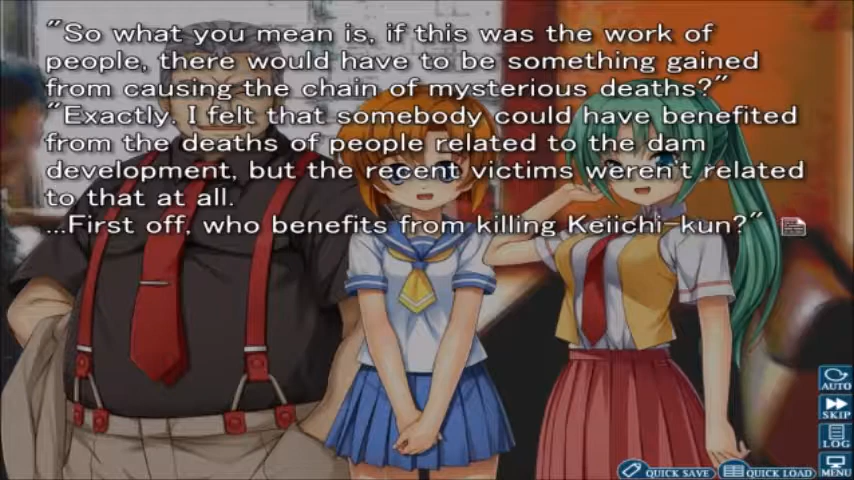 "So what you mean is, if this was the work of
people, there would have to be something gained
from causing the chain of mysterious deaths?"
"Exactly. I felt that somebody could have benefited
from the deaths of people related to the dam
development, but the recent victims weren't related
to that at all.
...First off, who benefits from killing Keiichi-kun?"
AUTO
SKIP
LOG
QUICK SAVE QUICK LOAD MENU